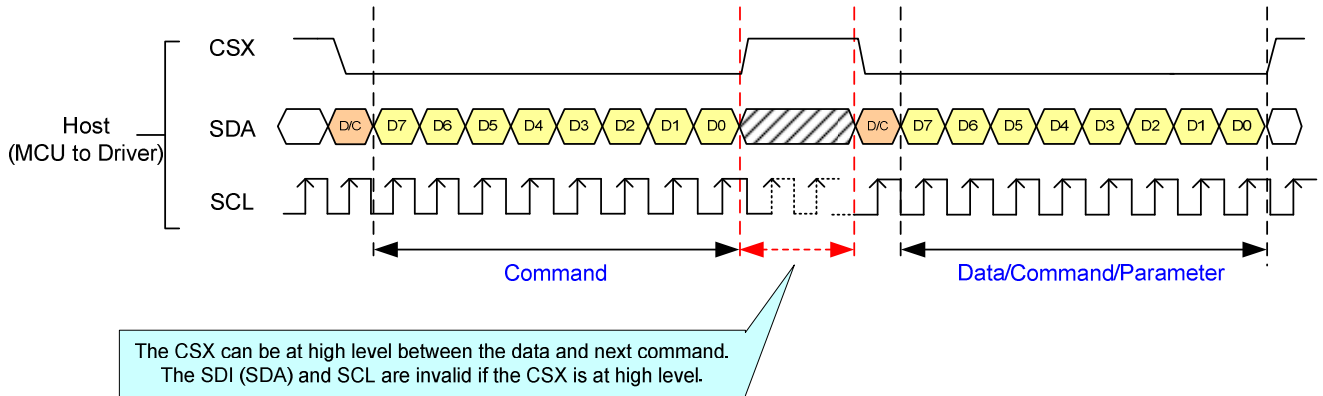 CSX
Host
(MCU to Driver)
SDA
D/C D7 D6 D5 D4 D3 D2 D1 D0 D/C D7 D6 D5 D4 D3 D2 D1 D0
SCL
Command
Data/Command/Parameter
The CSX can be at high level between the data and next command.
The SDI (SDA) and SCL are invalid if the CSX is at high level.